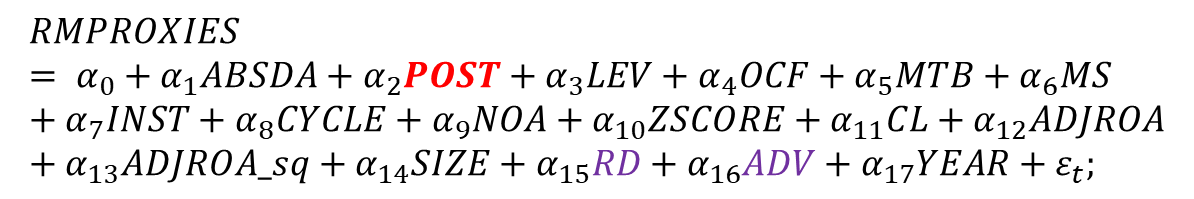 RMPROXIES
= α₀ + α₁ABSDA + α₂POST + α₃LEV + α₄OCF + α₅MTB + α₆MS
+ α₇INST + α₈CYCLE + α₉NOA + α₁₀ZSCORE + α₁₁CL + α₁₂ADJROA
+ α₁₃ADJROA_sq + α₁₄SIZE + α₁₅RD + α₁₆ADV + α₁₇YEAR + εₜ;